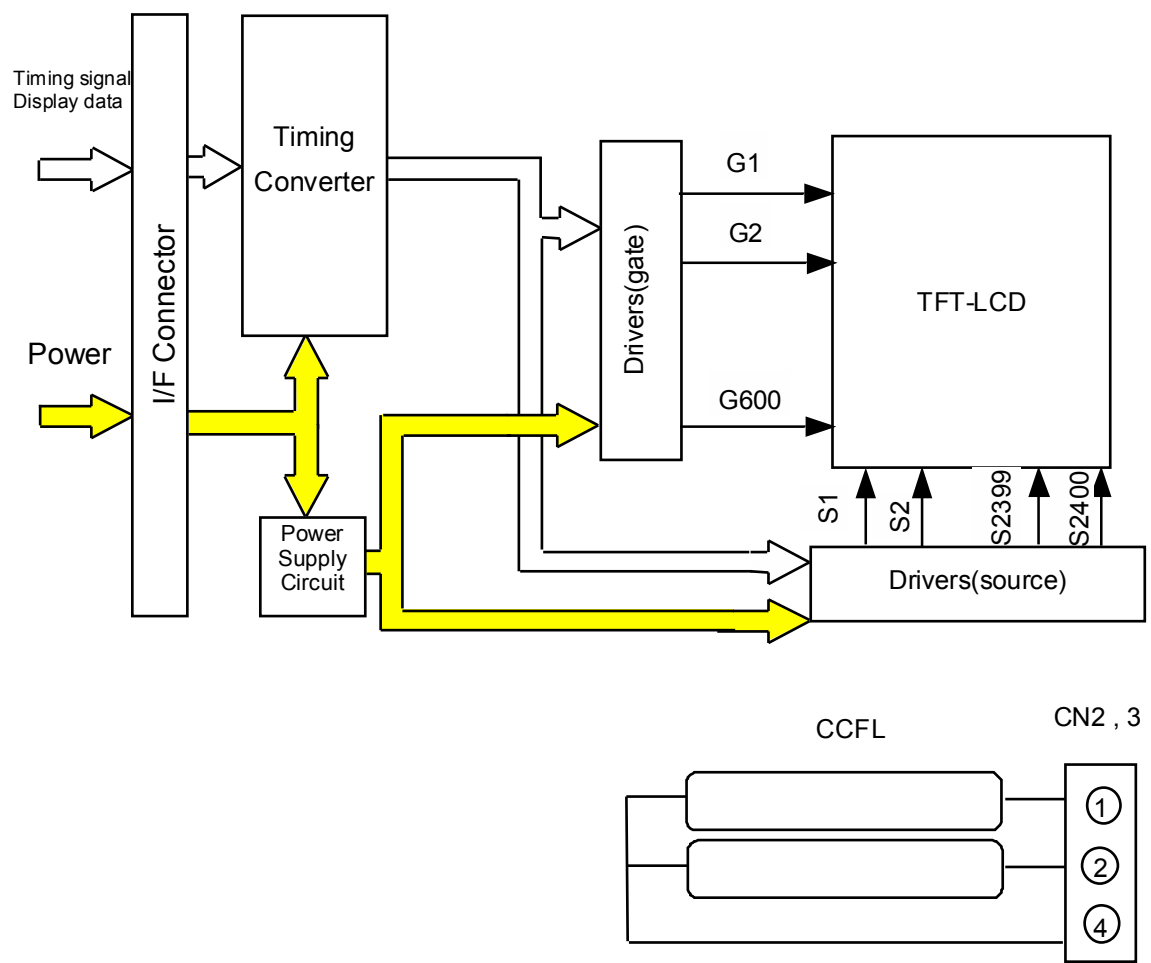 Timing signal
Display data
Power
I/F Connector
Timing
Converter
Power
Supply
Circuit
Drivers(gate)
G1
G2
G600
TFT-LCD
S1
S2
S2399
S2400
Drivers(source)
CCFL
CN2 , 3
1
2
4